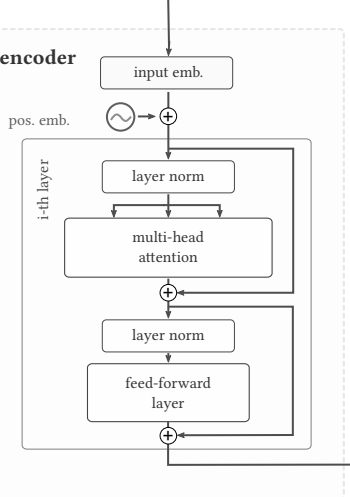 encoder
input emb.
pos. emb.
i-th layer
layer norm
multi-head
attention
layer norm
feed-forward
layer